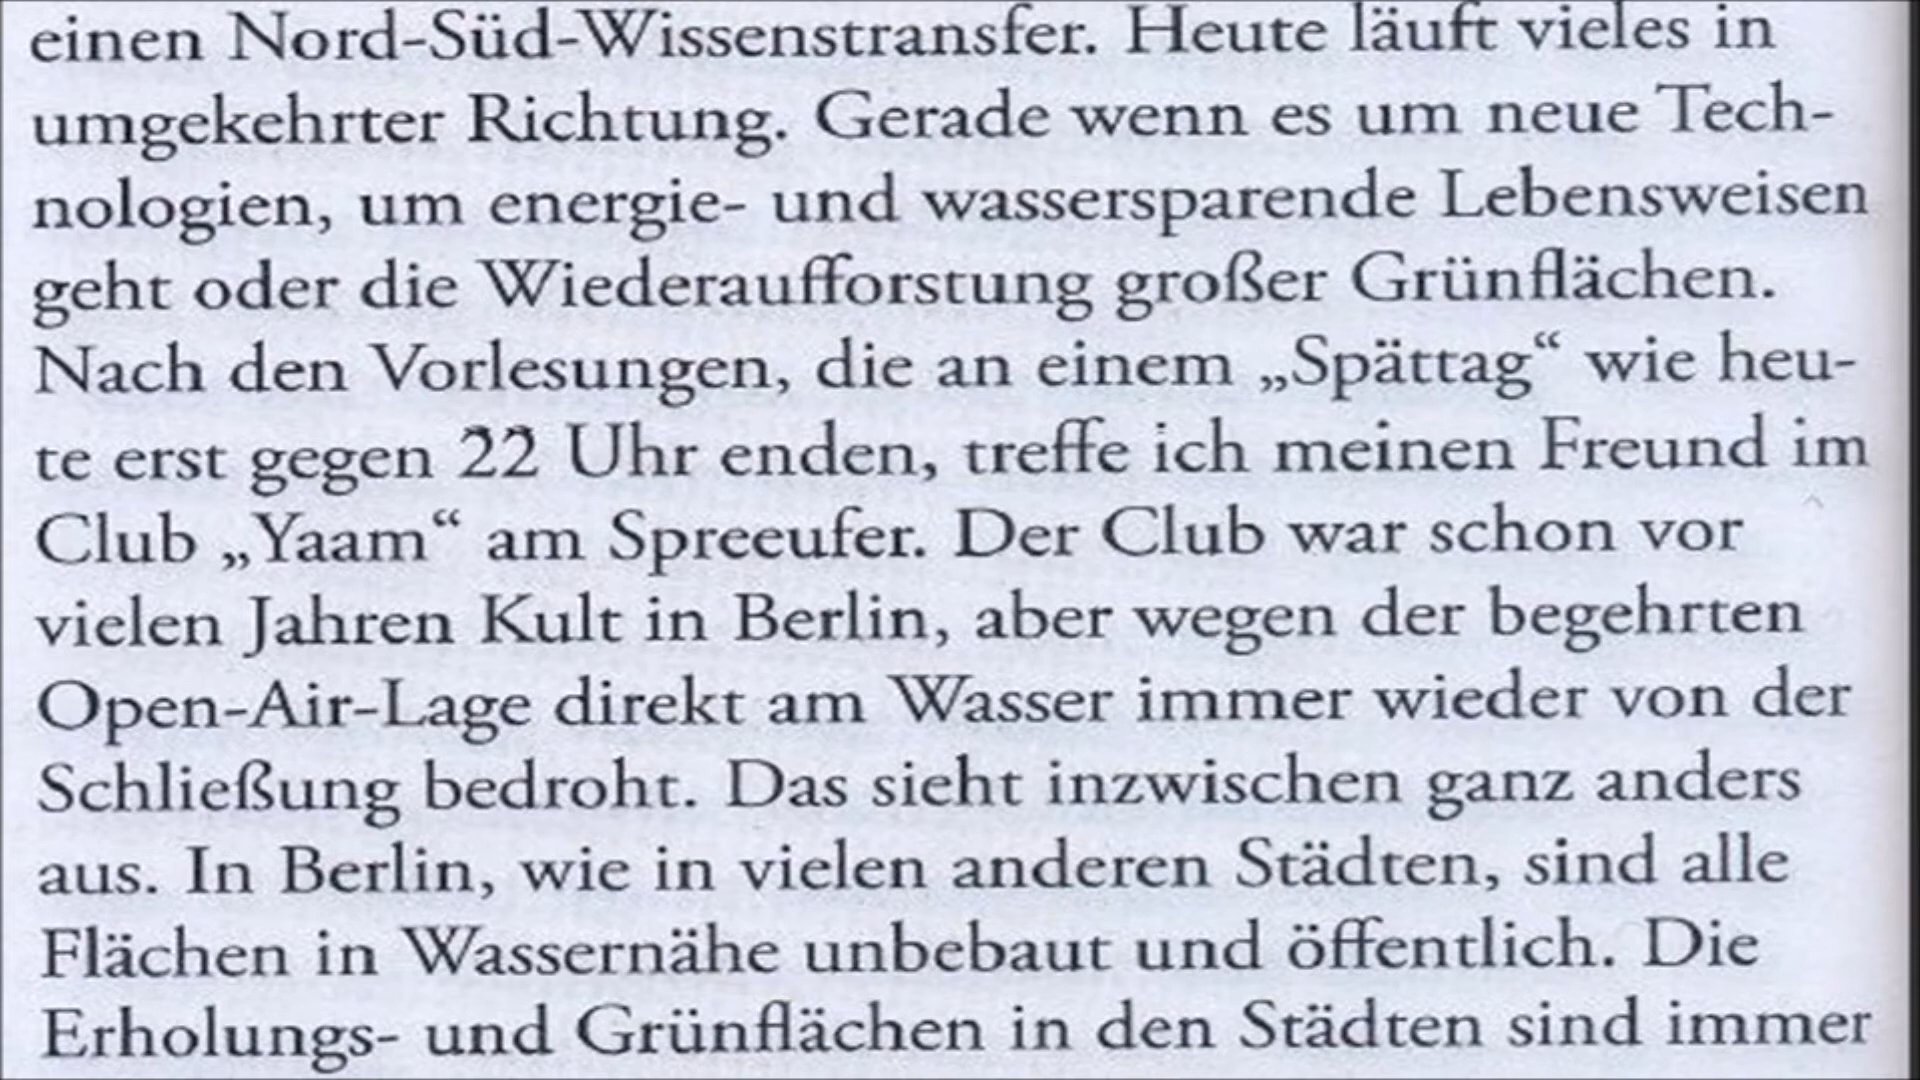 einen Nord-Süd-Wissenstransfer. Heute läuft vieles in
umgekehrter Richtung. Gerade wenn es um neue Tech-
nologien, um energie- und wassersparende Lebensweisen
geht oder die Wiederaufforstung großer Grünflächen.
Nach den Vorlesungen, die an einem „Spättag“ wie heu-
te erst gegen 22 Uhr enden, treffe ich meinen Freund im
Club „Yaam“ am Spreeufer. Der Club war schon vor
vielen Jahren Kult in Berlin, aber wegen der begehrten
Open-Air-Lage direkt am Wasser immer wieder von der
Schließung bedroht. Das sieht inzwischen ganz anders
aus. In Berlin, wie in vielen anderen Städten, sind alle
Flächen in Wassernähe unbebaut und öffentlich. Die
Erholungs- und Grünflächen in den Städten sind immer